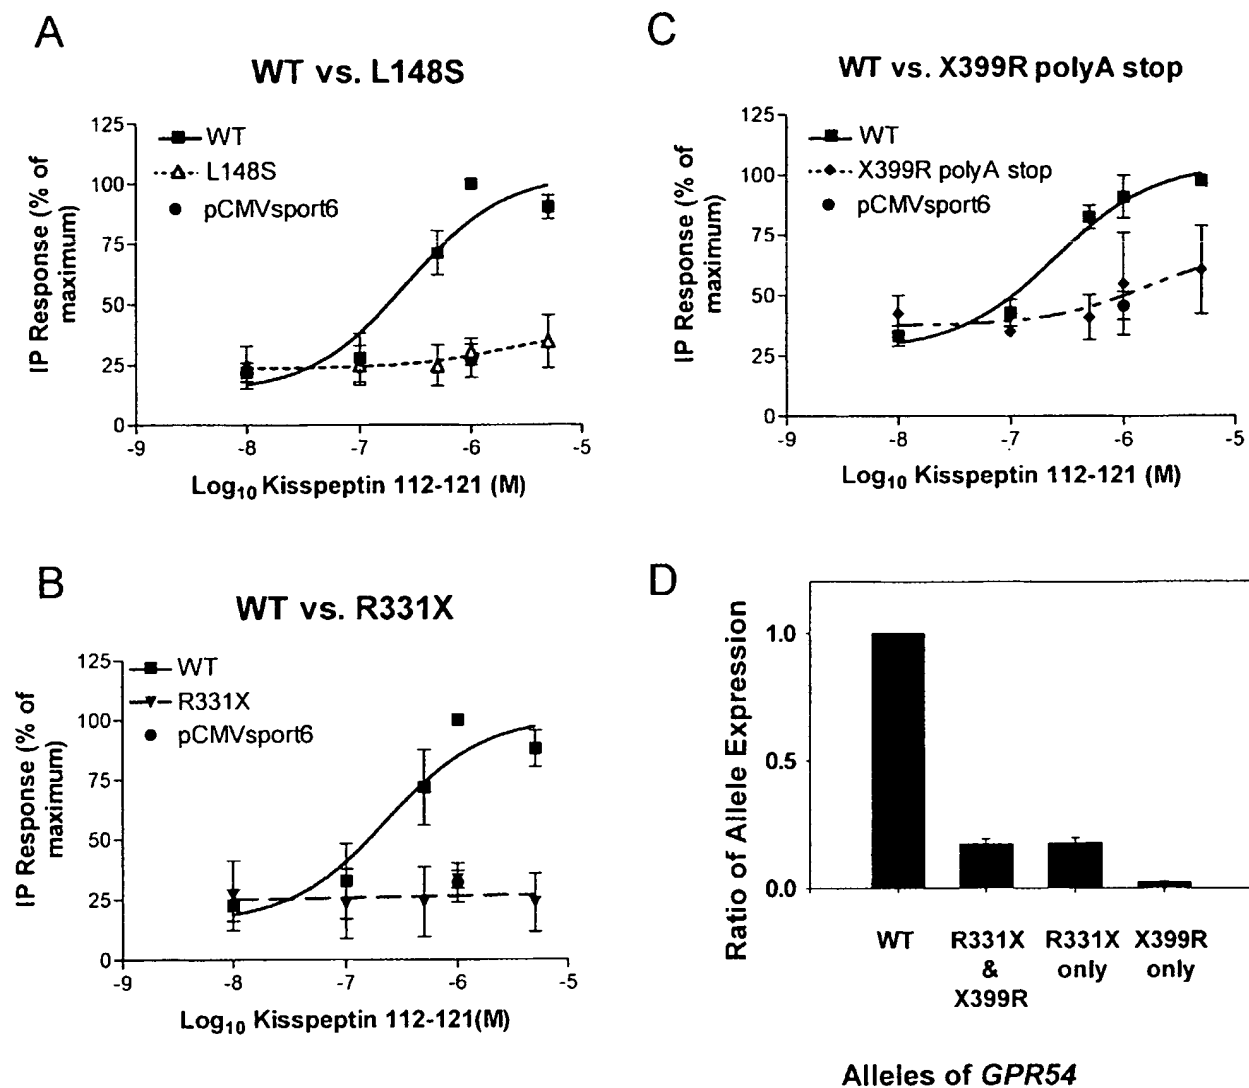 A
WT vs. L148S
IP Response (% of
maximum)
125
100
75
50
25
0
WT
L148S
pCMVsport6
-9
-8
-7
-6
-5
Log10 Kisspeptin 112-121 (M)
B
WT vs. R331X
IP Response (% of
maximum)
125
100
75
50
25
0
WT
R331X
pCMVsport6
-9
-8
-7
-6
-5
Log10 Kisspeptin 112-121(M)
C
WT vs. X399R polyA stop
IP Response (% of
maximum)
125
100
75
50
25
0
WT
X399R polyA stop
pCMVsport6
-9
-8
-7
-6
-5
Log10 Kisspeptin 112-121 (M)
D
Ratio of Allele Expression
1.0
0.5
0.0
WT
R331X
&
X399R
R331X
only
X399R
only
Alleles of GPR54